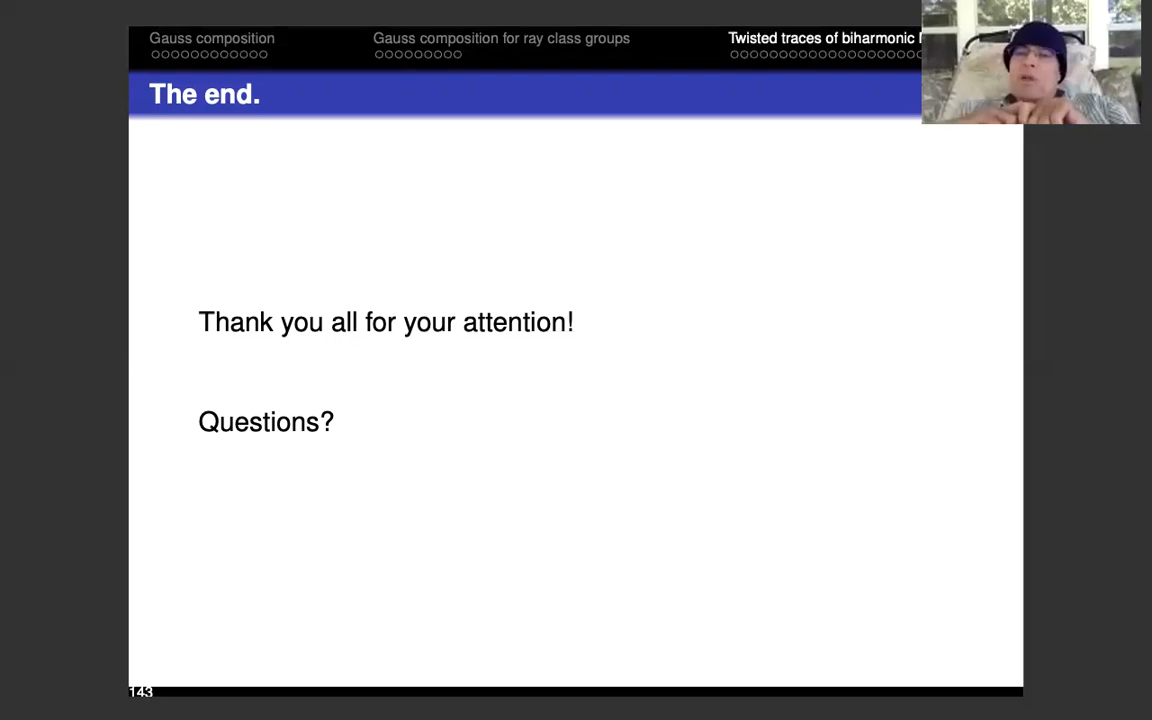 Gauss composition
Gauss composition for ray class groups
Twisted traces of biharmonic
The end.
Thank you all for your attention!
Questions?
143